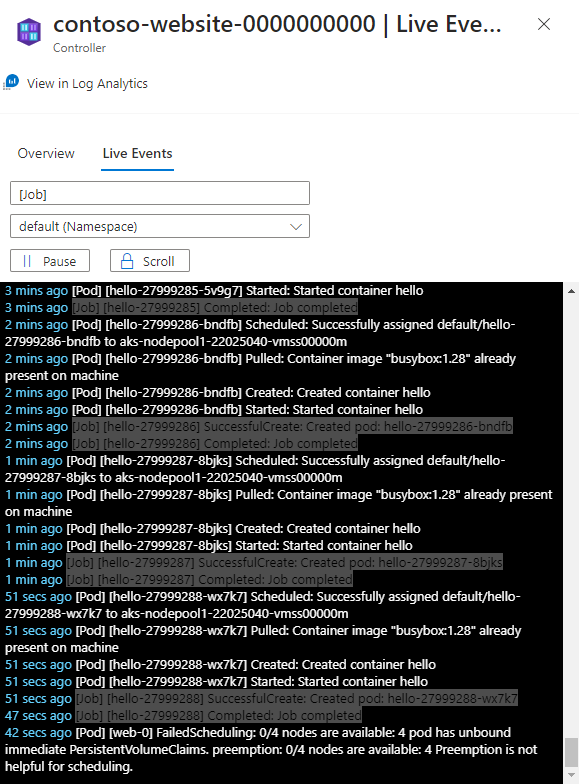 contoso-website-0000000000 | Live Eve...
Controller
View in Log Analytics
Overview
Live Events
[Job]
default (Namespace)
Pause
Scroll
3 mins ago [Pod] [hello-27999285-5v9g7] Started: Started container hello
3 mins ago [Job] [hello-27999285] Completed: Job completed
2 mins ago [Pod] [hello-27999286-bndfb] Scheduled: Successfully assigned default/hello-
27999286-bndfb to aks-nodepool1-22025040-vmss00000m
2 mins ago [Pod] [hello-27999286-bndfb] Pulled: Container image "busybox:1.28" already
present on machine
2 mins ago [Pod] [hello-27999286-bndfb] Created: Created container hello
2 mins ago [Pod] [hello-27999286-bndfb] Started: Started container hello
2 mins ago [Job] [hello-27999286] SuccessfulCreate: Created pod: hello-27999286-bndfb
2 mins ago [Job] [hello-27999286] Completed: Job completed
1 min ago [Pod] [hello-27999287-8bjks] Scheduled: Successfully assigned default/hello-
27999287-8bjks to aks-nodepool1-22025040-vmss00000m
1 min ago [Pod] [hello-27999287-8bjks] Pulled: Container image "busybox:1.28" already present
on machine
1 min ago [Pod] [hello-27999287-8bjks] Created: Created container hello
1 min ago [Pod] [hello-27999287-8bjks] Started: Started container hello
1 min ago [Job] [hello-27999287] SuccessfulCreate: Created pod: hello-27999287-8bjks
1 min ago [Job] [hello-27999287] Completed: Job completed
51 secs ago [Pod] [hello-27999288-wx7k7] Scheduled: Successfully assigned default/hello-
27999288-wx7k7 to aks-nodepool1-22025040-vmss00000m
51 secs ago [Pod] [hello-27999288-wx7k7] Pulled: Container image "busybox:1.28" already
present on machine
51 secs ago [Pod] [hello-27999288-wx7k7] Created: Created container hello
51 secs ago [Pod] [hello-27999288-wx7k7] Started: Started container hello
51 secs ago [Job] [hello-27999288] SuccessfulCreate: Created pod: hello-27999288-wx7k7
47 secs ago [Job] [hello-27999288] Completed: Job completed
42 secs ago [Pod] [web-0] FailedScheduling: 0/4 nodes are available: 4 pod has unbound
immediate PersistentVolumeClaims. preemption: 0/4 nodes are available: 4 Preemption is not
helpful for scheduling.